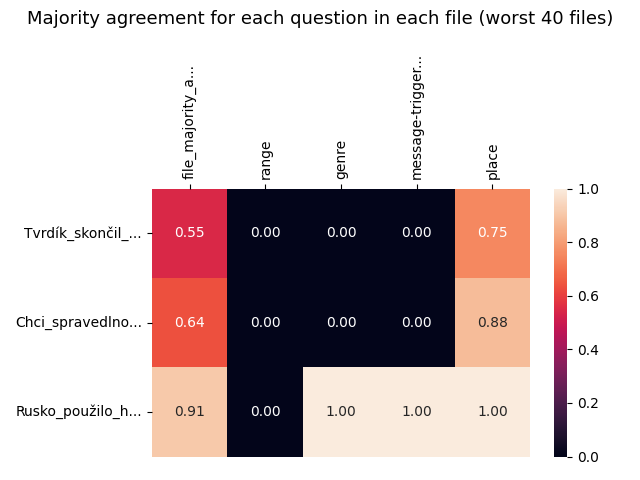 Majority agreement for each question in each file (worst 40 files)
file_majority_a...
range
genre
message-trigger...
place
Tvrdík_skončil_... 0.55 0.00 0.00 0.00 0.75
Chci_spravedlno... 0.64 0.00 0.00 0.00 0.88
Rusko_použilo_h... 0.91 0.00 1.00 1.00 1.00
1.0
0.8
0.6
0.4
0.2
0.0